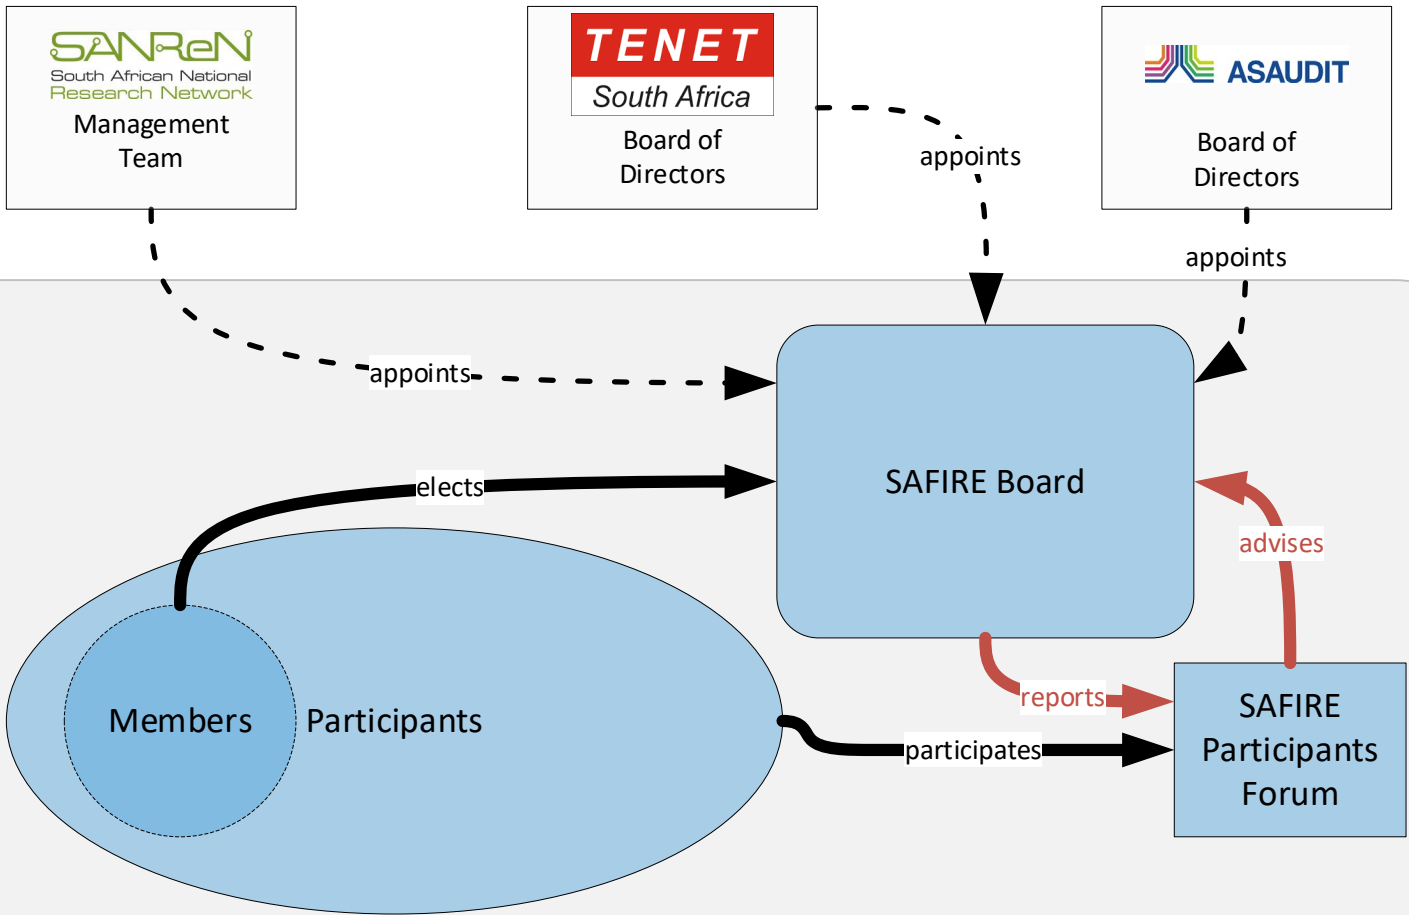 SANReN
South African National
Research Network
Management
Team
TENET
South Africa
Board of
Directors
ASAUDIT
Board of
Directors
appoints
appoints
appoints
elects
SAFIRE Board
advises
reports
participates
Members
Participants
SAFIRE
Participants
Forum